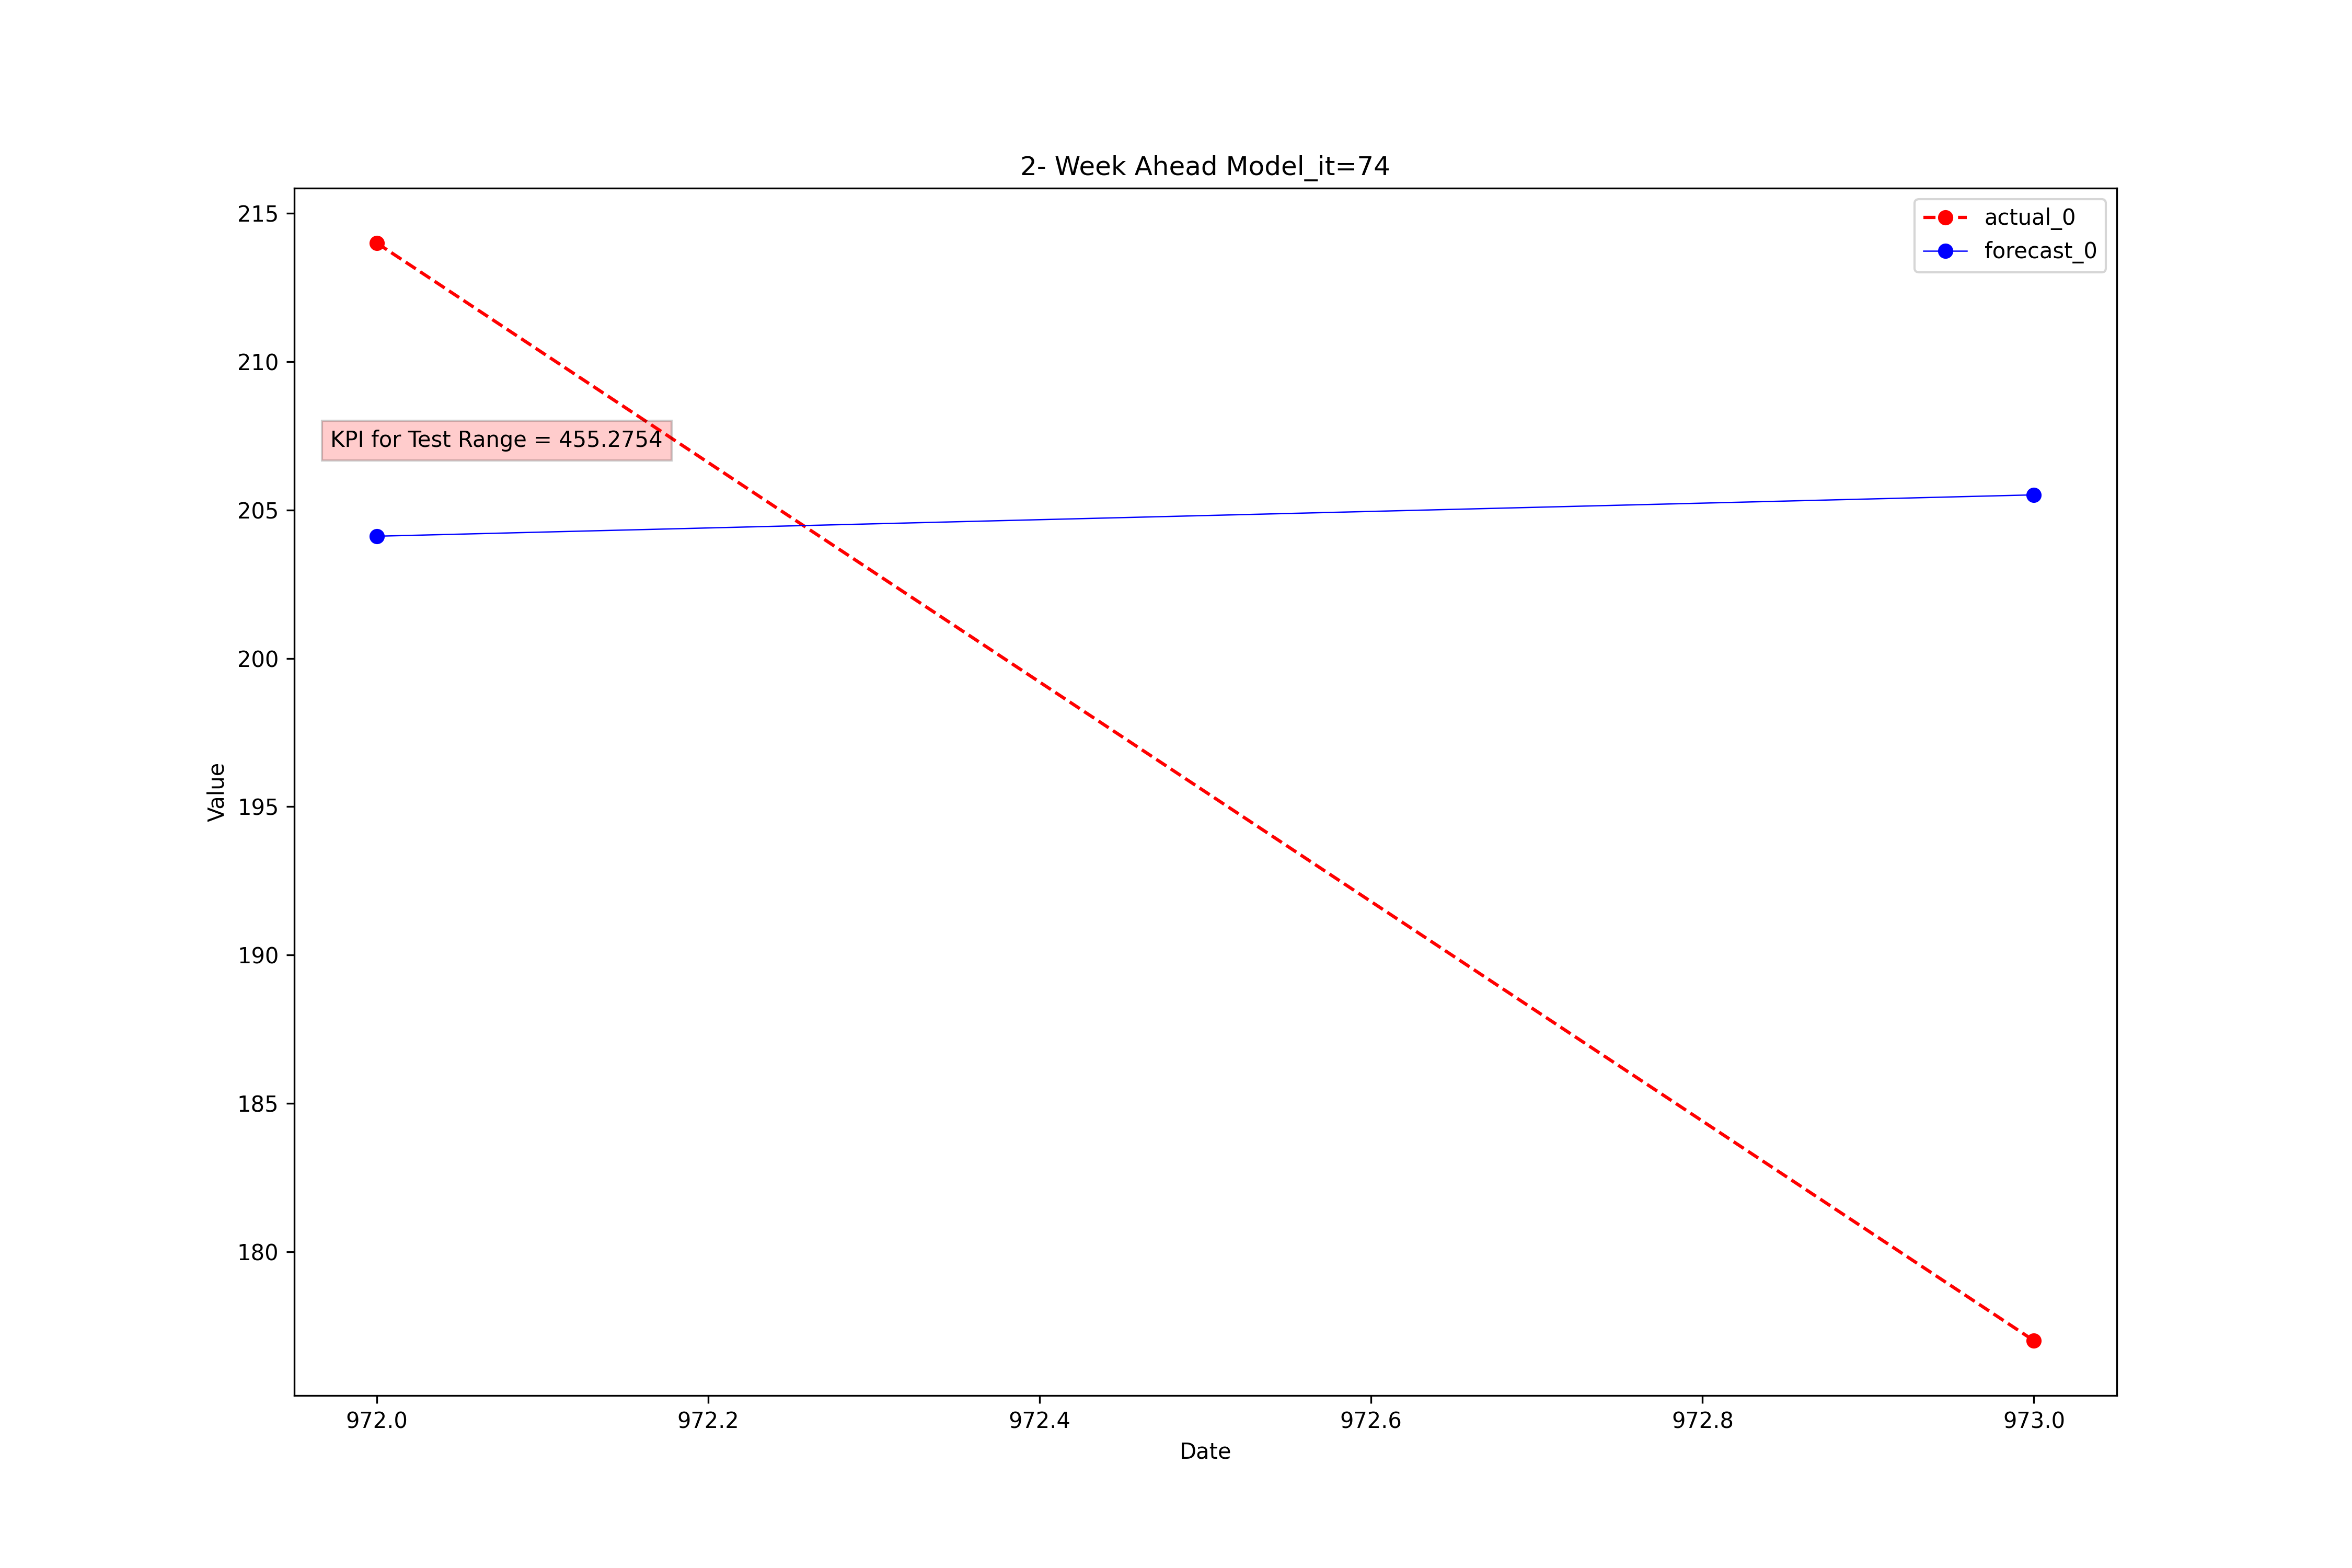 2- Week Ahead Model_it=74
actual_0
forecast_0
KPI for Test Range = 455.2754
Value
215
210
205
200
195
190
185
180
972.0 972.2 972.4 972.6 972.8 973.0
Date